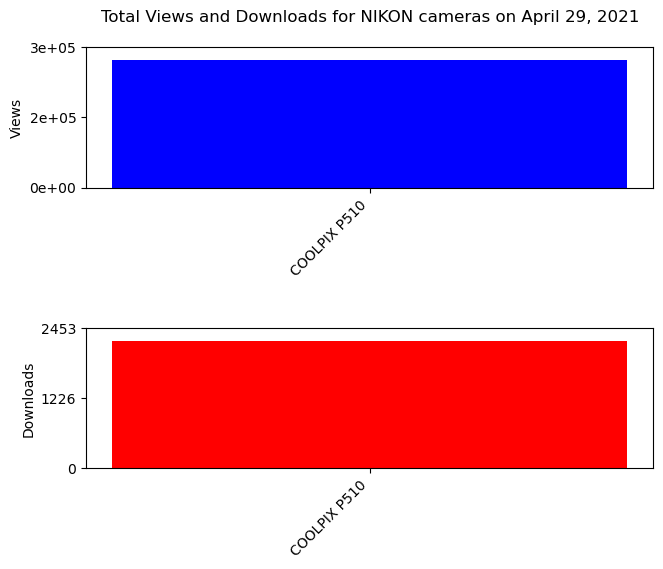 Total Views and Downloads for NIKON cameras on April 29, 2021
3e+05
2e+05
0e+00
Views
COOLPIX P510
2453
1226
0
Downloads
COOLPIX P510